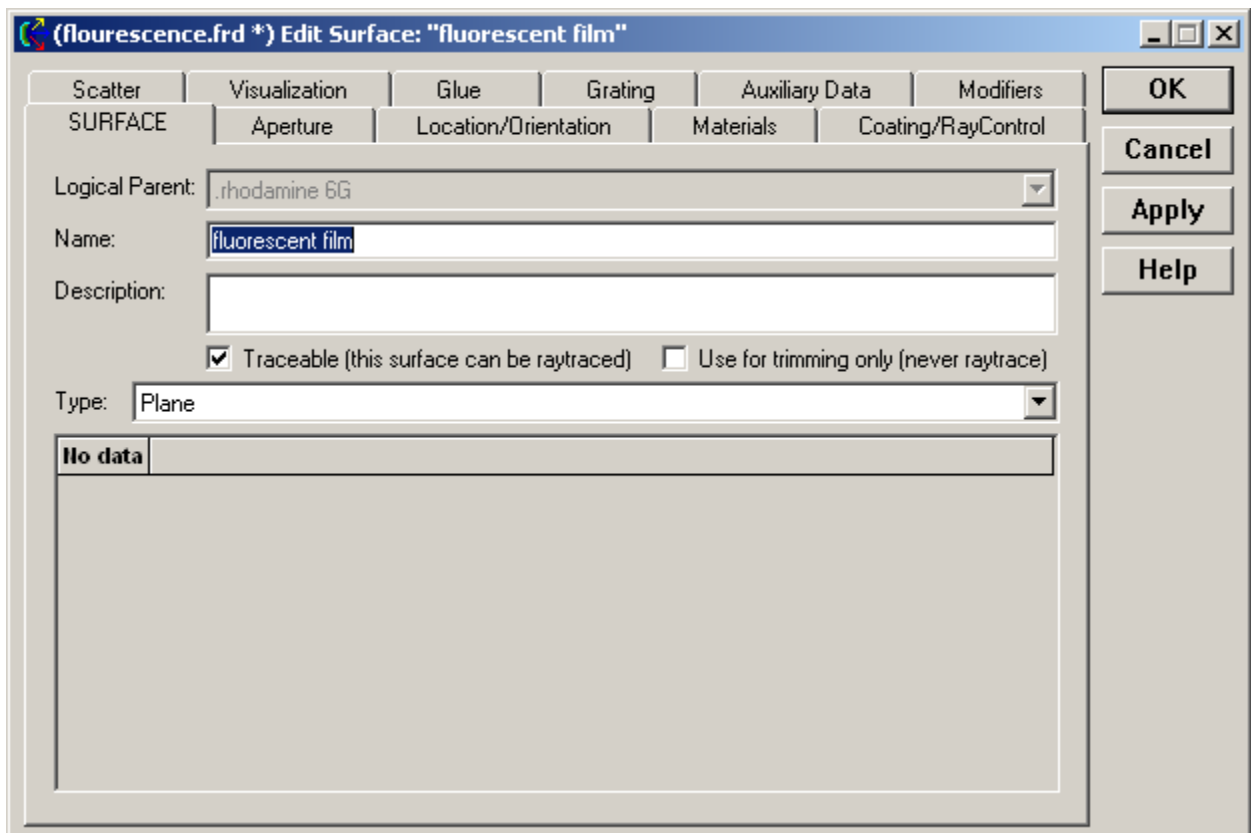 (flourescence.frd *) Edit Surface: "fluorescent film"
Scatter Visualization Glue Grating Auxiliary Data Modifiers
SURFACE Aperture Location/Orientation Materials Coating/RayControl
OK
Cancel
Apply
Help
Logical Parent: .rhodamine 6G
Name: fluorescent film
Description:
Traceable (this surface can be raytraced) Use for trimming only (never raytrace)
Type: Plane
No data